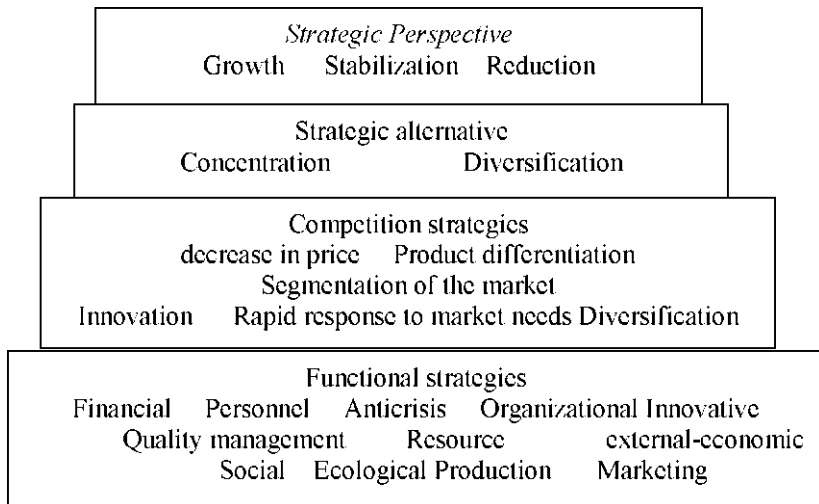 Strategic Perspective
Growth Stabilization Reduction
Strategic alternative
Concentration Diversification
Competition strategies
decrease in price Product differentiation
Segmentation of the market
Innovation Rapid response to market needs Diversification
Functional strategies
Financial Personnel Anticrisis Organizational Innovative
Quality management Resource external-economic
Social Ecological Production Marketing